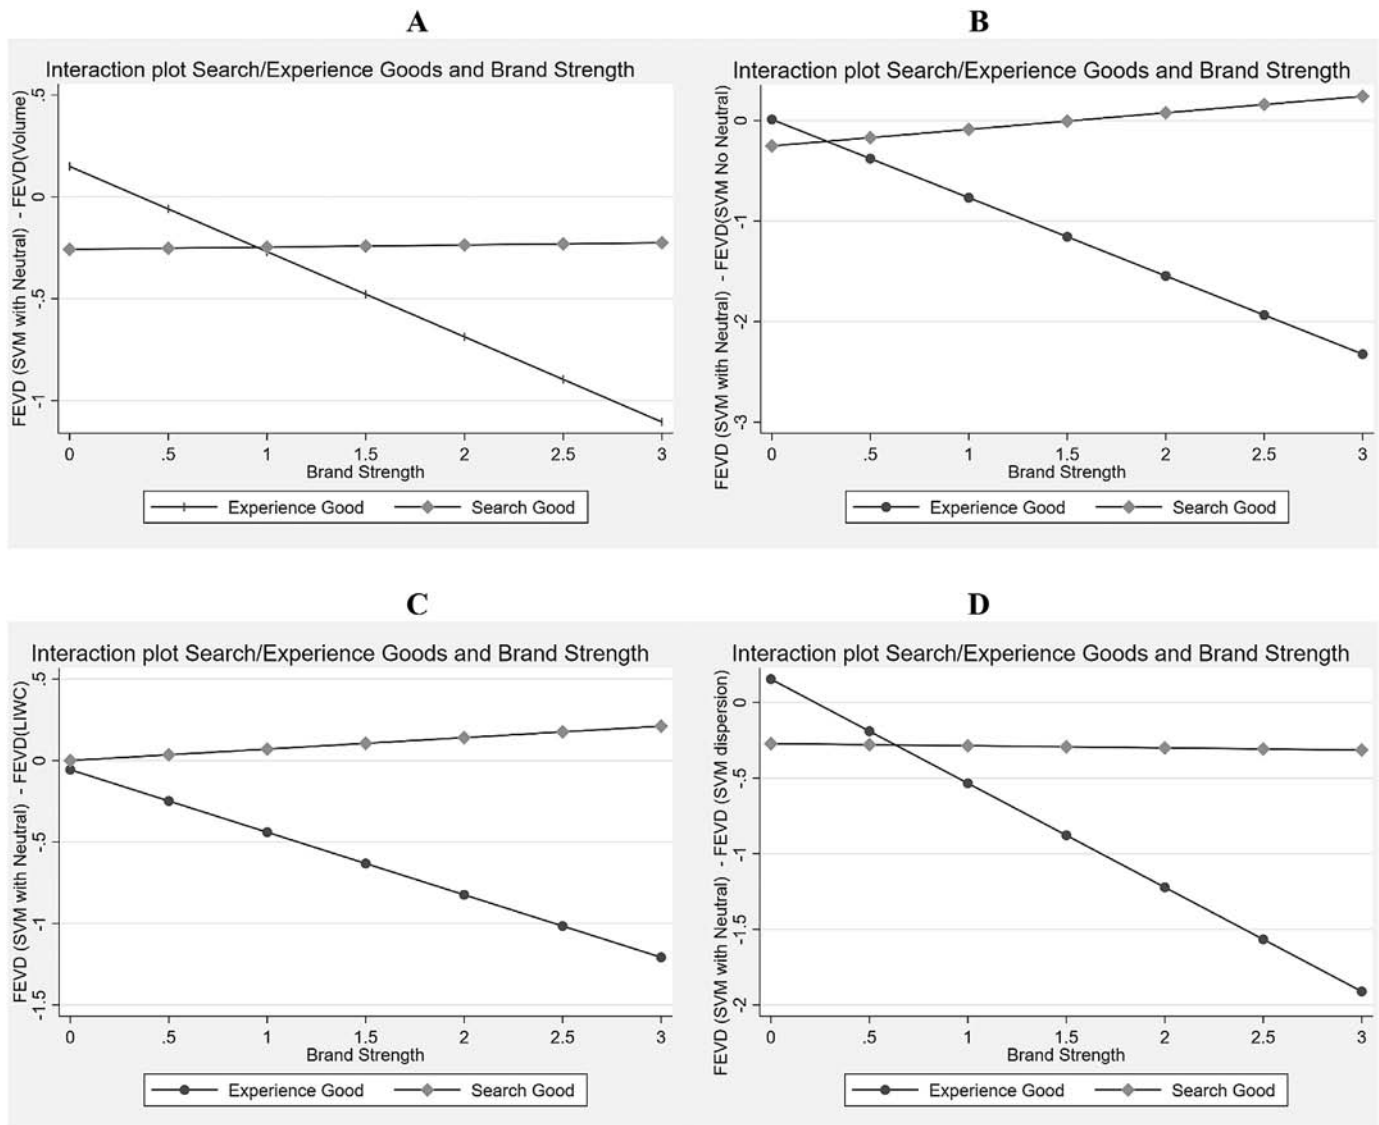 A
Interaction plot Search/Experience Goods and Brand Strength
FEVD (SVM with Neutral) - FEVD(Volume)
.5
0
-.5
-1
0 .5 1 1.5 2 2.5 3
Brand Strength
Experience Good Search Good
B
Interaction plot Search/Experience Goods and Brand Strength
FEVD (SVM with Neutral) - FEVD(SVM No Neutral)
0
-1
-2
-3
0 .5 1 1.5 2 2.5 3
Brand Strength
Experience Good Search Good
C
Interaction plot Search/Experience Goods and Brand Strength
FEVD (SVM with Neutral) - FEVD(LIWC)
.5
0
-.5
-1
-1.5
0 .5 1 1.5 2 2.5 3
Brand Strength
Experience Good Search Good
D
Interaction plot Search/Experience Goods and Brand Strength
FEVD (SVM with Neutral) - FEVD (SVM dispersion)
0
-.5
-1
-1.5
-2
0 .5 1 1.5 2 2.5 3
Brand Strength
Experience Good Search Good